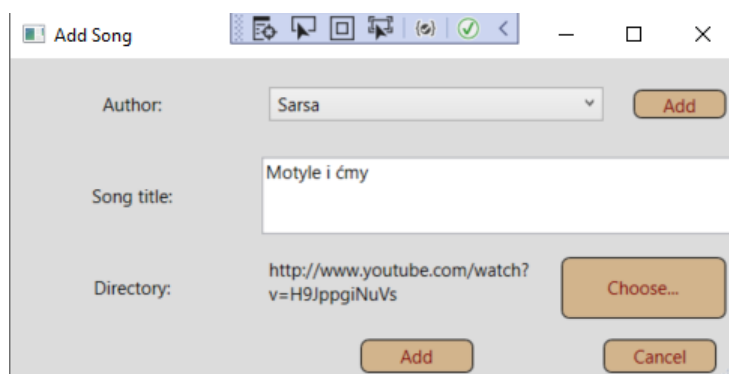 Add Song
Author:
Sarsa
Add
Song title:
Motyle i ćmy
Directory:
http://www.youtube.com/watch?
v=H9JppgiNuVs
Choose...
Add
Cancel